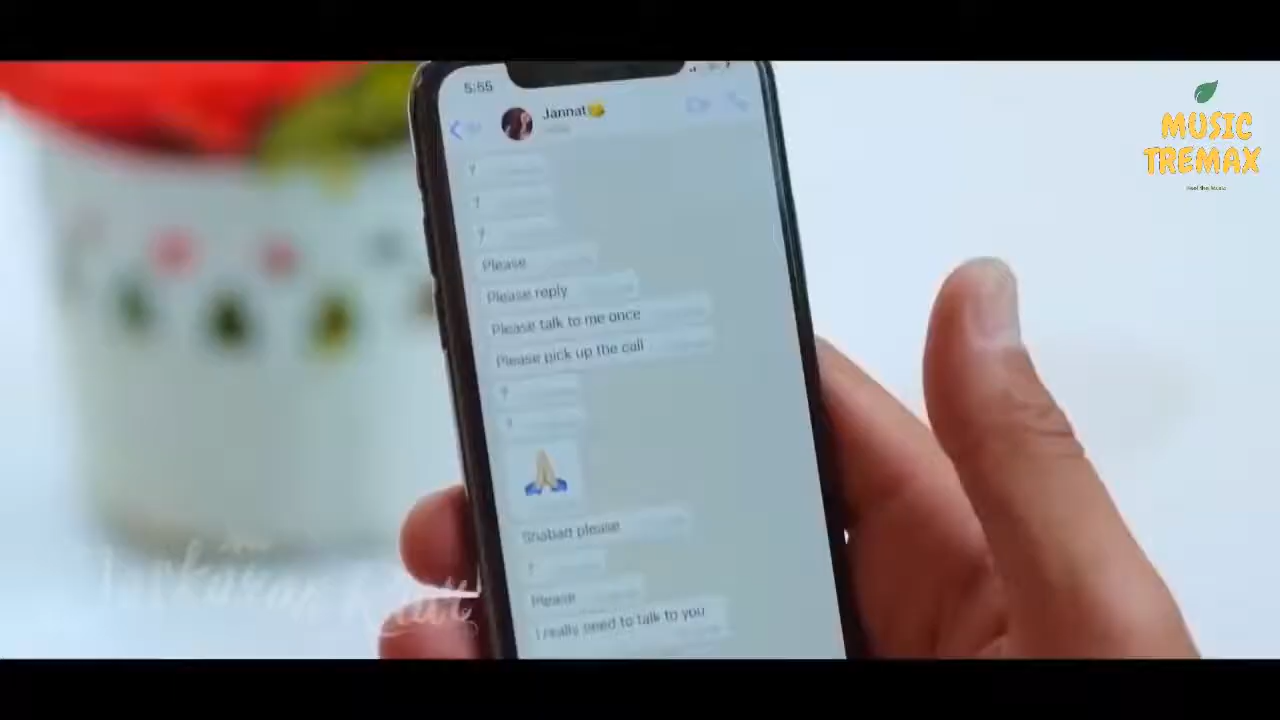 5:55
Jannat
MUSIC
TREMAX
?
?
?
Please
Please reply
Please talk to me once
Please pick up the call
?
?
Shabad please
?
Please
I really need to talk to you